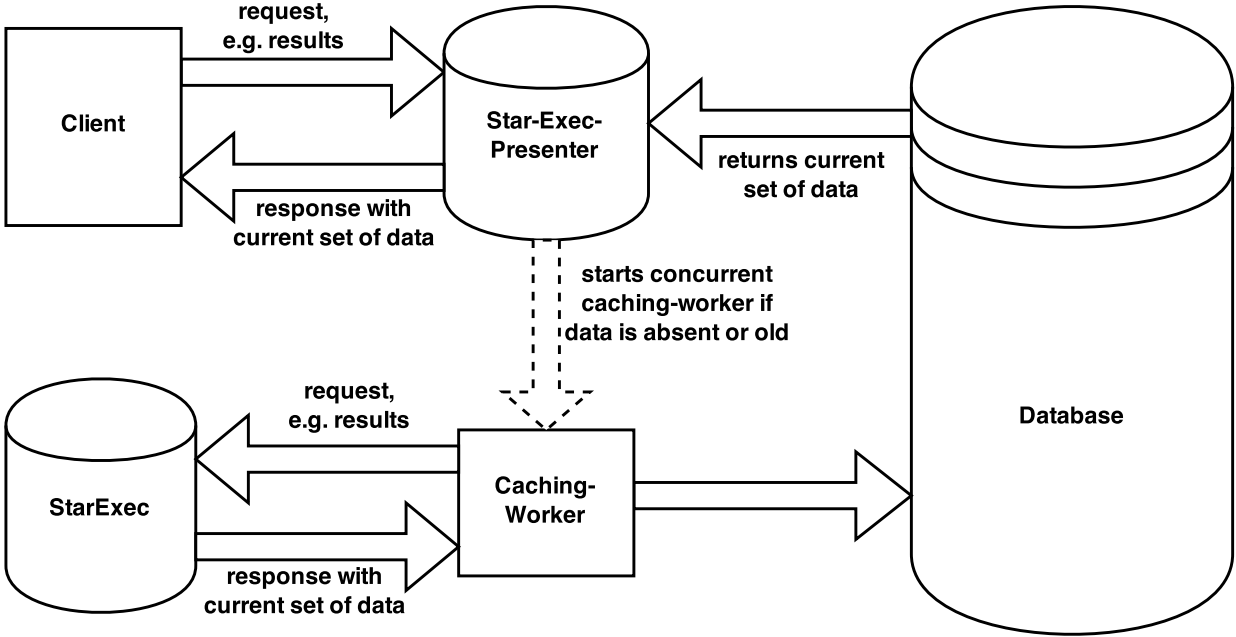 request,
e.g. results
Client
Star-Exec-
Presenter
returns current
set of data
response with
current set of data
starts concurrent
caching-worker if
data is absent or old
request,
e.g. results
Database
StarExec
Caching-
Worker
response with
current set of data